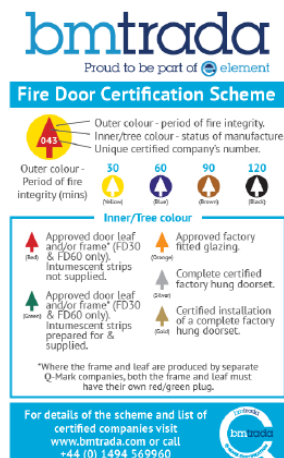 bmtrada
Proud to be part of element
Fire Door Certification Scheme
043
Outer colour - period of fire integrity.
Inner/tree colour - status of manufacture
Unique certified company's number.
Outer colour - 30 60 90 120
Period of fire
integrity (mins)
(Yellow) (Blue) (Brown) (Black)
Inner/Tree colour
Approved door leaf
and/or frame* (FD30
& FD60 only).
Intumescent strips
not supplied.
(Red)
Approved door leaf
and/or frame* (FD30
& FD60 only).
Intumescent strips
prepared for &
supplied.
(Green)
Approved factory
fitted glazing.
(Orange)
Complete certified
factory hung doorset.
(Silver)
Certified installation
of a complete factory
hung doorset.
(Gold)
*Where the frame and leaf are produced by separate
Q-Mark companies, both the frame and leaf must
have their own red/green plug.
For details of the scheme and list of
certified companies visit
www.bmtrada.com or call
+44 (0) 1494 569960
bmtrada